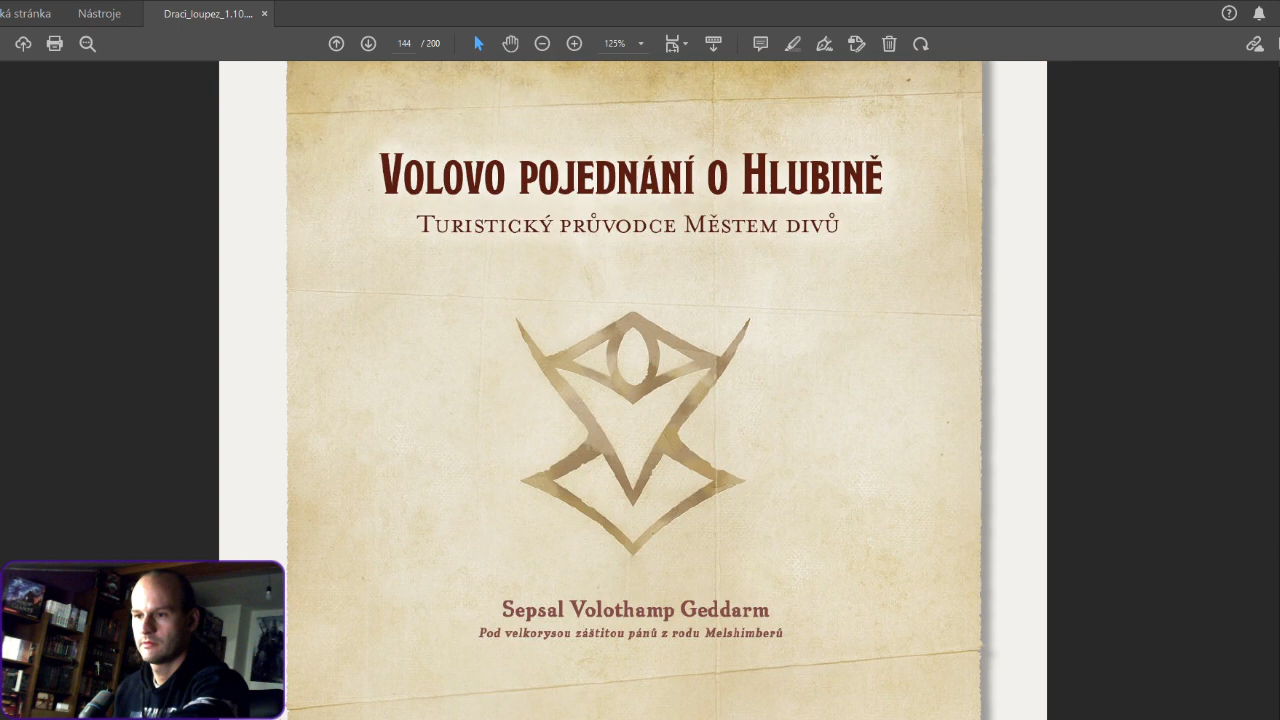 ká stránka
Nástroje
Draci_loupez_1.10....
144 / 200
125%
Volovo pojednání o Hlubině
Turistický průvodce Městem divů
Sepsal Volothamp Geddarm
Pod velkorysou záštitou pánů z rodu Melshimberů